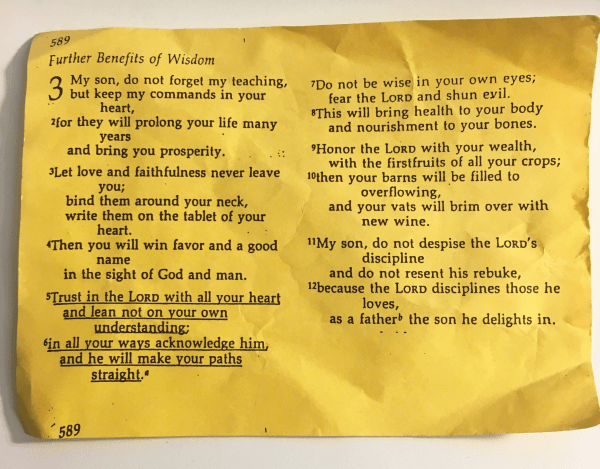 589
Further Benefits of Wisdom
3 My son, do not forget my teaching,
but keep my commands in your
heart,
²for they will prolong your life many
years
and bring you prosperity.
³Let love and faithfulness never leave
you;
bind them around your neck,
write them on the tablet of your
heart.
⁴Then you will win favor and a good
name
in the sight of God and man.
⁵Trust in the LORD with all your heart
and lean not on your own
understanding;
⁶in all your ways acknowledge him,
and he will make your paths
straight.ᵃ
⁷Do not be wise in your own eyes;
fear the LORD and shun evil.
⁸This will bring health to your body
and nourishment to your bones.
⁹Honor the LORD with your wealth,
with the firstfruits of all your crops;
¹⁰then your barns will be filled to
overflowing,
and your vats will brim over with
new wine.
¹¹My son, do not despise the LORD's
discipline
and do not resent his rebuke,
¹²because the LORD disciplines those he
loves,
as a fatherᵇ the son he delights in.
589